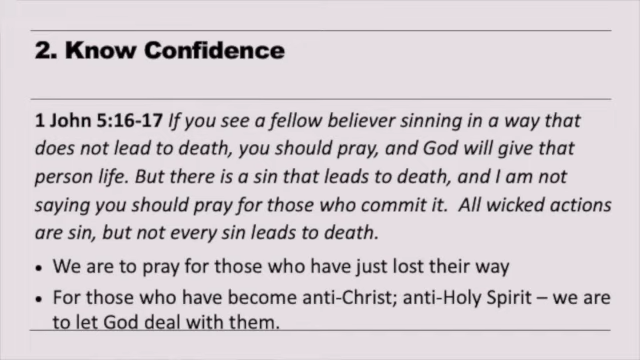 2. Know Confidence
1 John 5:16-17 If you see a fellow believer sinning in a way that
does not lead to death, you should pray, and God will give that
person life. But there is a sin that leads to death, and I am not
saying you should pray for those who commit it.  All wicked actions
are sin, but not every sin leads to death.
• We are to pray for those who have just lost their way
• For those who have become anti-Christ; anti-Holy Spirit – we are
to let God deal with them.